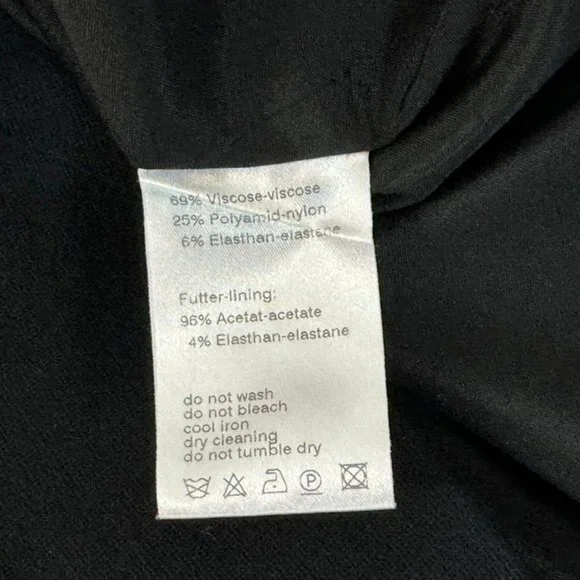 69% Viscose-viscose
25% Polyamid-nylon
6% Elasthan-elastane
Futter-lining:
96% Acetat-acetate
4% Elasthan-elastane
do not wash
do not bleach
cool iron
dry cleaning
do not tumble dry
P